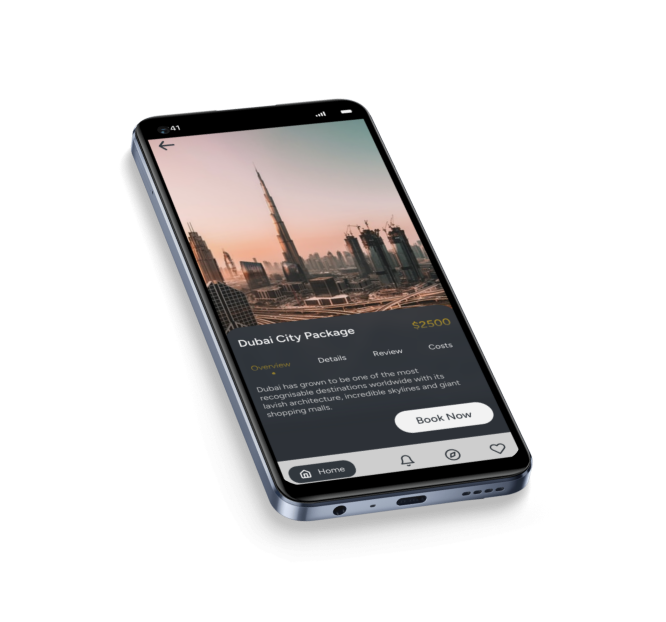 41
Dubai City Package
$2500
Overview
Details
Review
Costs
Dubai has grown to be one of the most
recognisable destinations worldwide with its
lavish architecture, incredible skylines and giant
shopping malls.
Book Now
Home